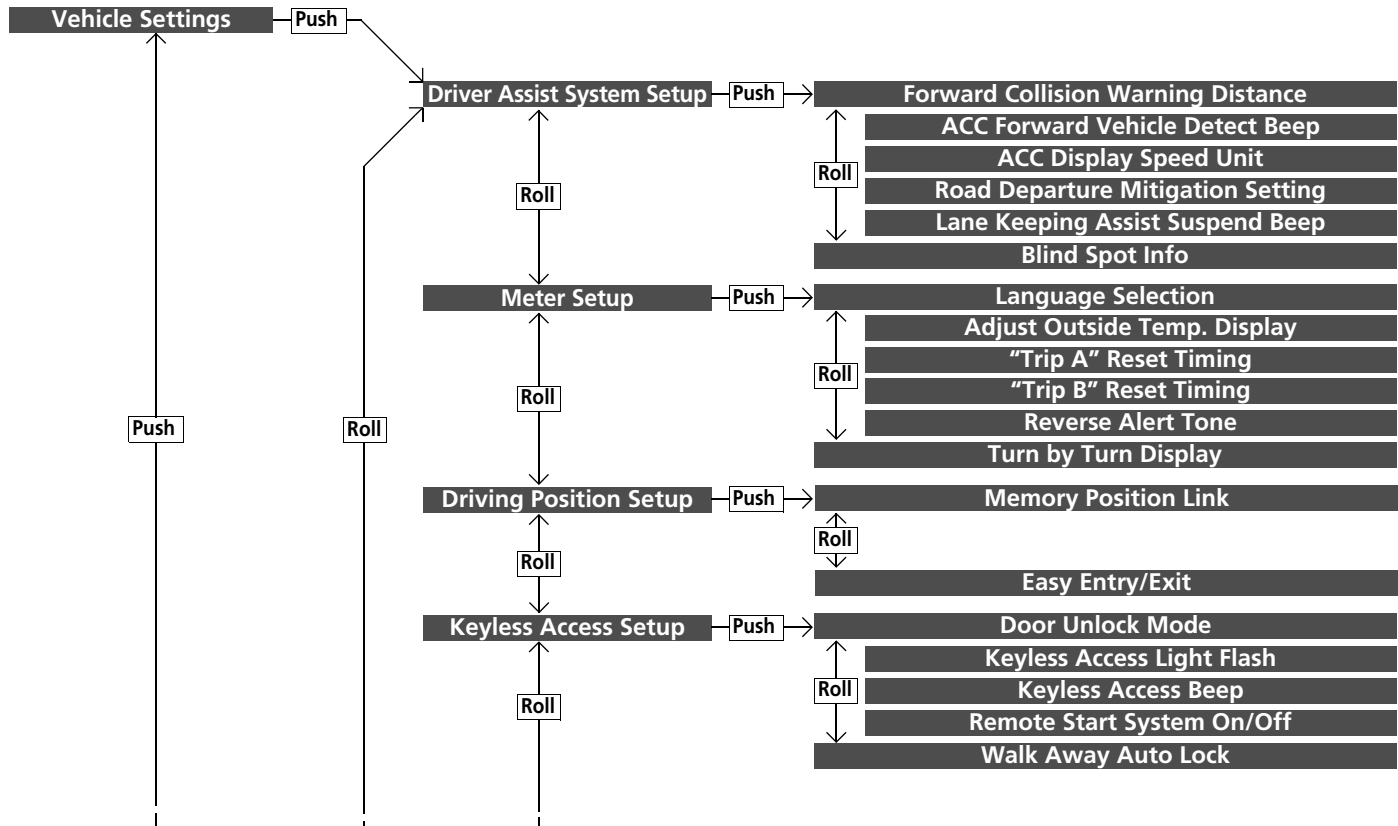 Vehicle Settings
Push
Driver Assist System Setup
Push
Forward Collision Warning Distance
ACC Forward Vehicle Detect Beep
ACC Display Speed Unit
Roll
Road Departure Mitigation Setting
Roll
Lane Keeping Assist Suspend Beep
Blind Spot Info
Meter Setup
Push
Language Selection
Adjust Outside Temp. Display
“Trip A” Reset Timing
Roll
“Trip B” Reset Timing
Roll
Reverse Alert Tone
Push
Roll
Turn by Turn Display
Driving Position Setup
Push
Memory Position Link
Roll
Roll
Easy Entry/Exit
Keyless Access Setup
Push
Door Unlock Mode
Keyless Access Light Flash
Roll
Keyless Access Beep
Roll
Remote Start System On/Off
Walk Away Auto Lock